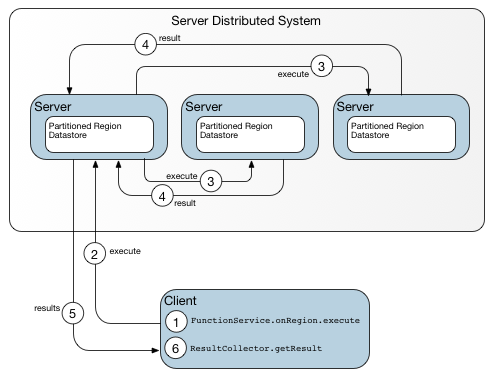 Server Distributed System
4
result
3
execute
Server
Partitioned Region
Datastore
Server
Partitioned Region
Datastore
Server
Partitioned Region
Datastore
execute
3
4
result
2
execute
results
5
Client
1 FunctionService.onRegion.execute
6 ResultCollector.getResult